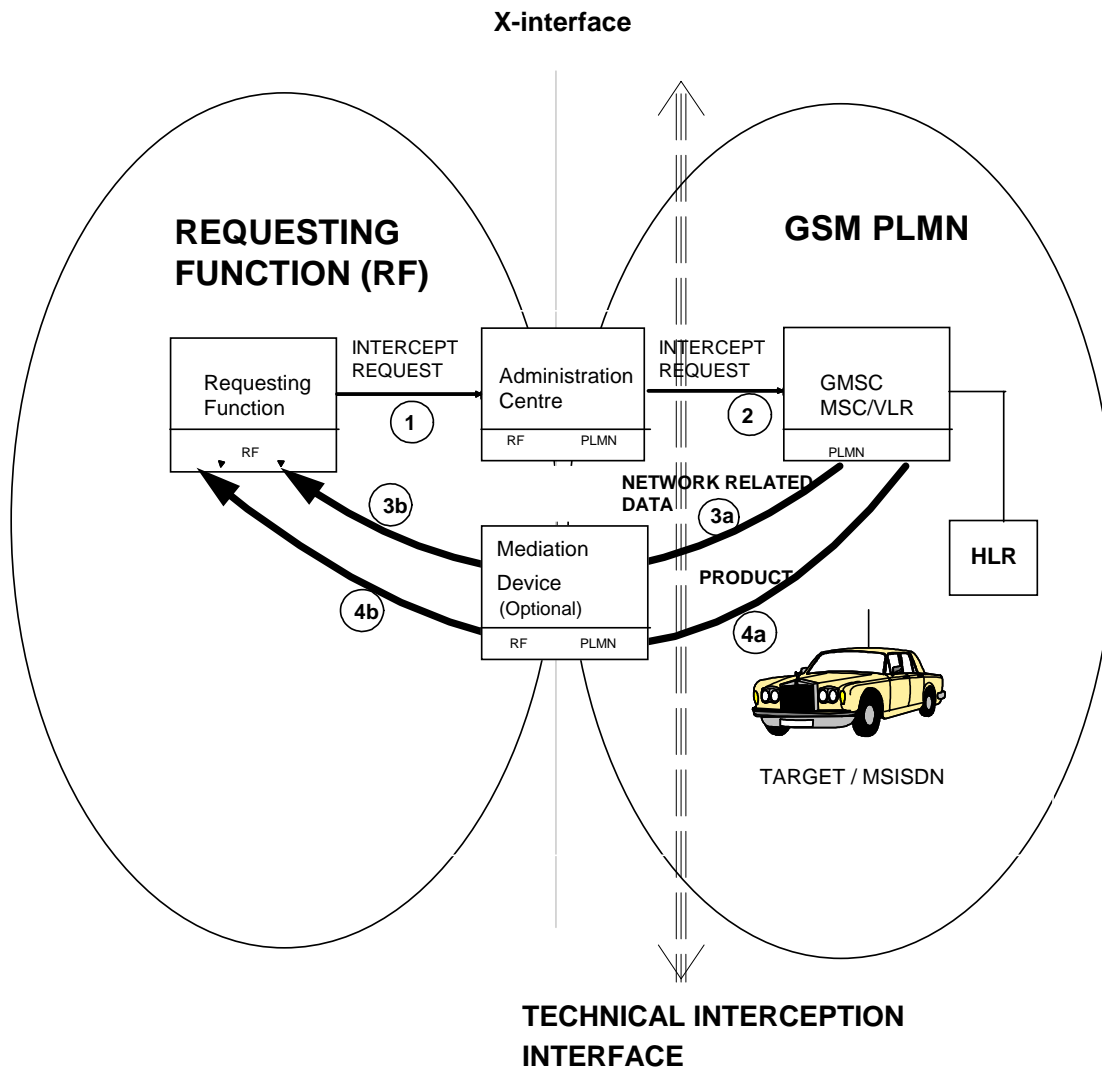 X-interface
REQUESTING
FUNCTION (RF)
GSM PLMN
INTERCEPT
REQUEST
INTERCEPT
REQUEST
Requesting
Function
Administration
Centre
GMSC
MSC/VLR
1
2
RF
RF PLMN
PLMN
NETWORK RELATED
DATA
3b
3a
Mediation
Device
(Optional)
HLR
PRODUCT
4b
4a
RF PLMN
TARGET / MSISDN
TECHNICAL INTERCEPTION
INTERFACE